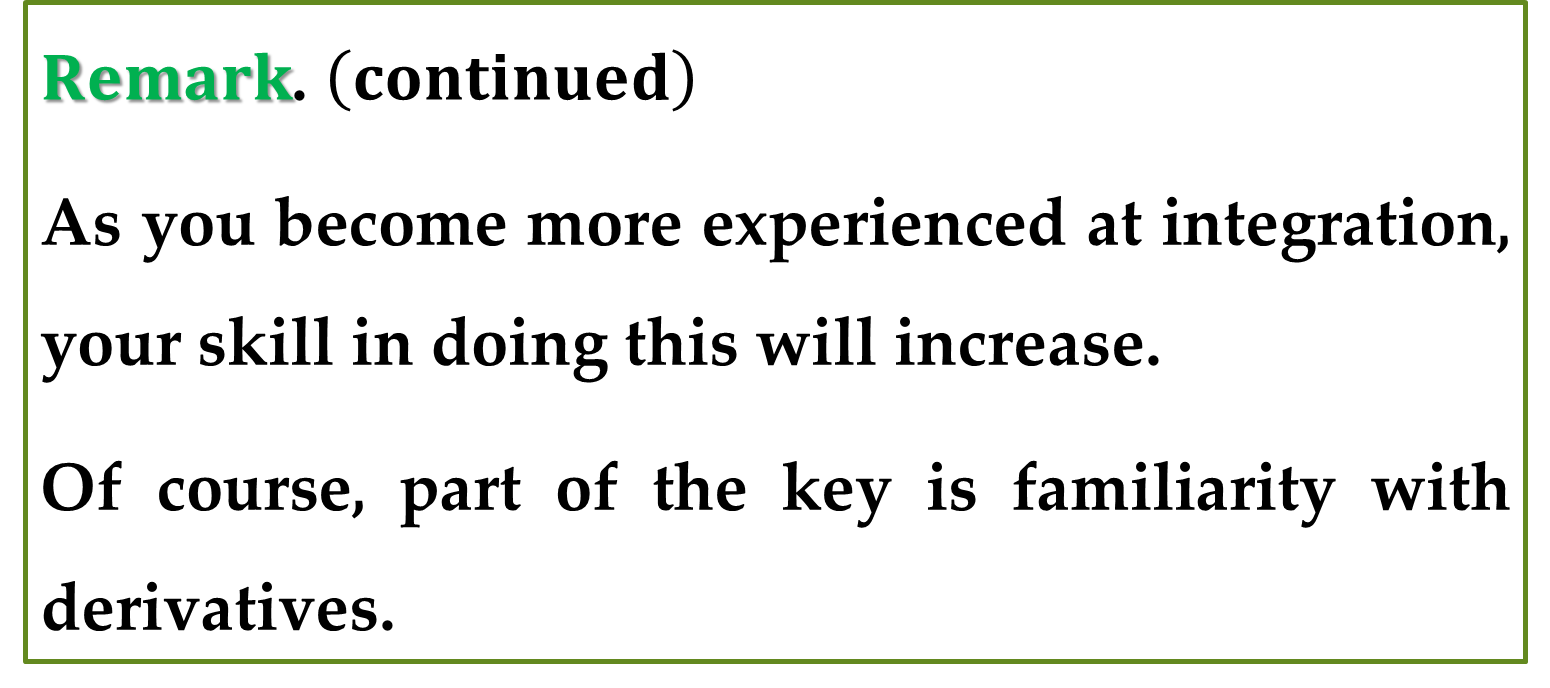 Remark. (continued)
As you become more experienced at integration,
your skill in doing this will increase.
Of course, part of the key is familiarity with
derivatives.